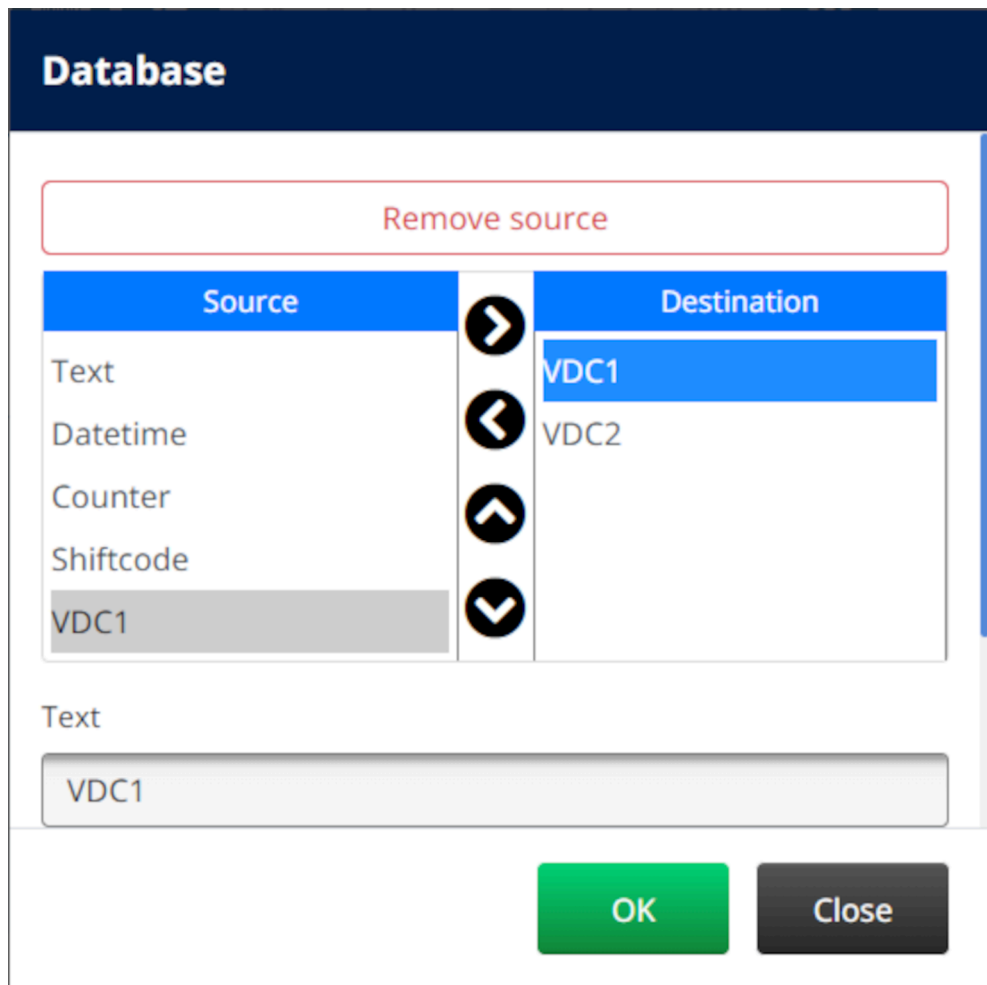 Database
Remove source
Source
Destination
Text
Datetime
Counter
Shiftcode
VDC1
VDC1
VDC2
Text
VDC1
OK
Close